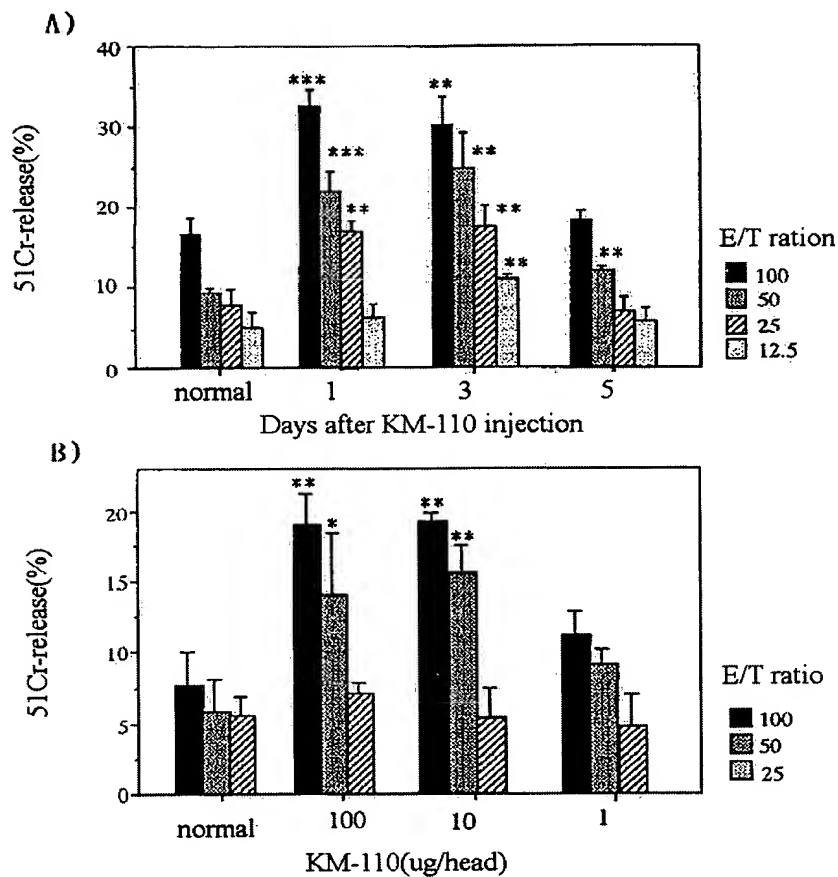 A)
51Cr-release(%)
40
30
20
10
0
***
***
**
**
**
**
**
**
normal 1 3 5
Days after KM-110 injection
E/T ration
100
50
25
12.5
B)
51Cr-release(%)
20
15
10
5
0
**
*
**
**
normal 100 10 1
KM-110(ug/head)
E/T ratio
100
50
25